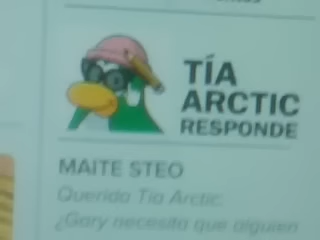 TÍA
ARCTIC
RESPONDE
MAITE STEO
Querida Tía Arctic.
¿Gary necesita que alguien